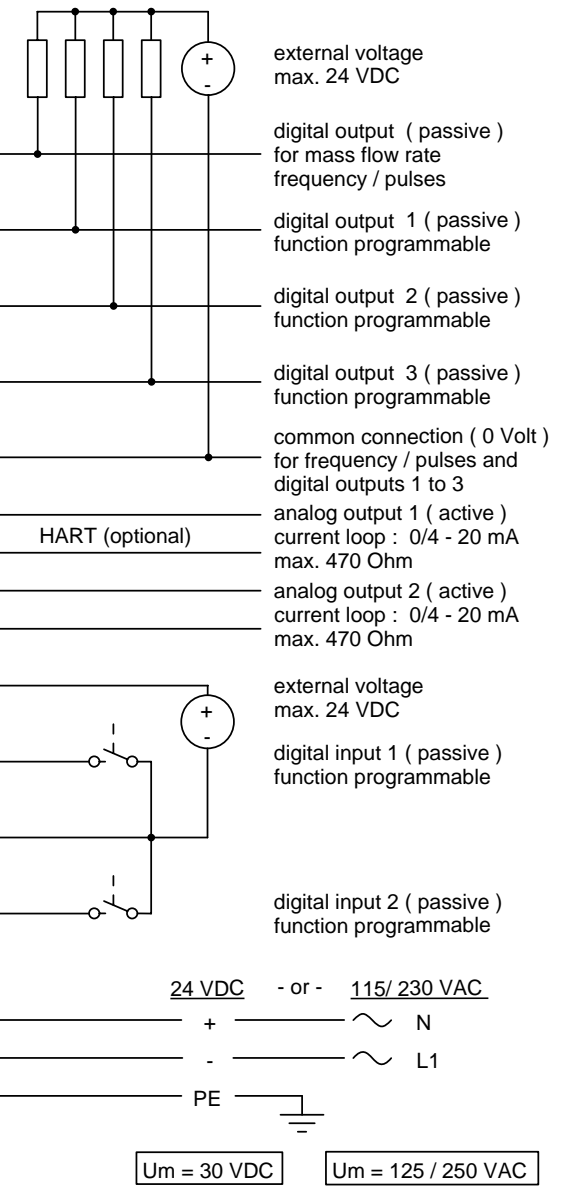 +
-
external voltage
max. 24 VDC
digital output ( passive )
for mass flow rate
frequency / pulses
digital output 1 ( passive )
function programmable
digital output 2 ( passive )
function programmable
digital output 3 ( passive )
function programmable
common connection ( 0 Volt )
for frequency / pulses and
digital outputs 1 to 3
HART (optional)
analog output 1 ( active )
current loop : 0/4 - 20 mA
max. 470 Ohm
analog output 2 ( active )
current loop : 0/4 - 20 mA
max. 470 Ohm
+
-
external voltage
max. 24 VDC
digital input 1 ( passive )
function programmable
digital input 2 ( passive )
function programmable
24 VDC - or - 115/ 230 VAC
+ N
- L1
PE
Um = 30 VDC Um = 125 / 250 VAC